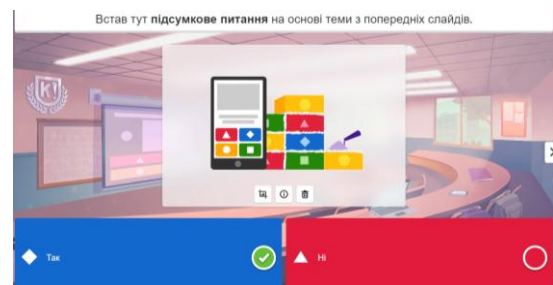 Встав тут підсумкове питання на основі теми з попередніх слайдів.
K!
Так
Ні